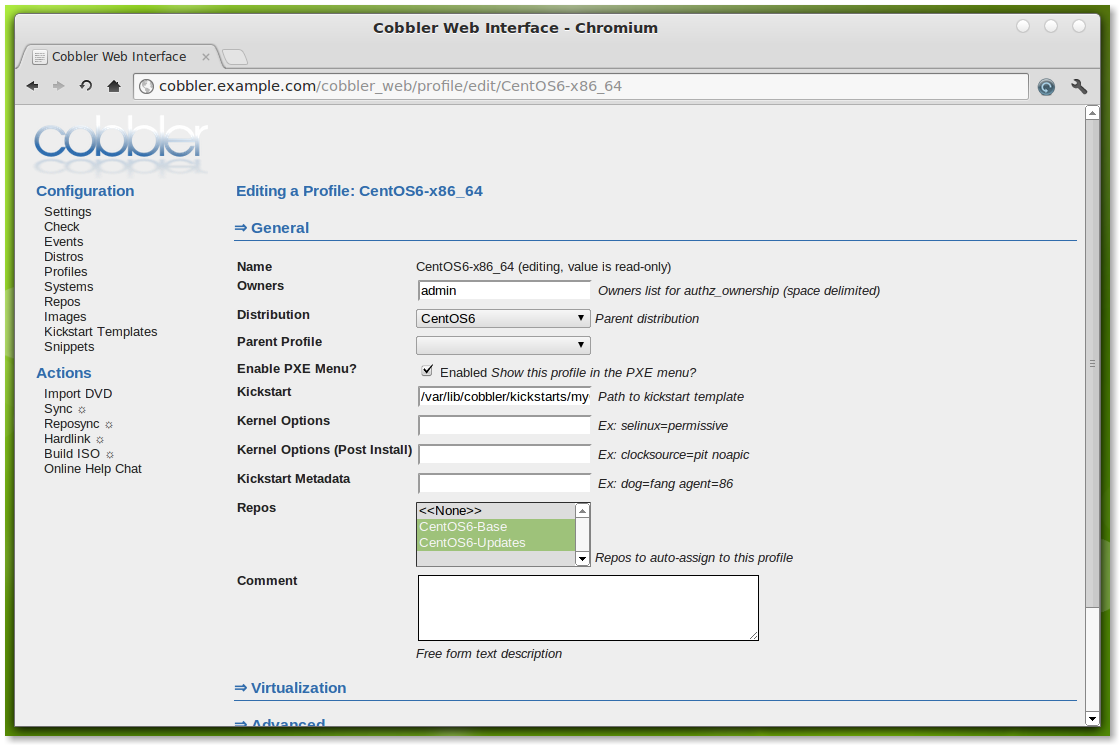 Cobbler Web Interface - Chromium
Cobbler Web Interface
cobbler.example.com/cobbler_web/profile/edit/CentOS6-x86_64
cobbler
Configuration
Settings
Check
Events
Distros
Profiles
Systems
Repos
Images
Kickstart Templates
Snippets
Actions
Import DVD
Sync ☼
Reposync ☼
Hardlink ☼
Build ISO ☼
Online Help Chat
Editing a Profile: CentOS6-x86_64
⇒ General
Name CentOS6-x86_64 (editing, value is read-only)
Owners admin Owners list for authz_ownership (space delimited)
Distribution CentOS6 Parent distribution
Parent Profile
Enable PXE Menu? Enabled Show this profile in the PXE menu?
Kickstart /var/lib/cobbler/kickstarts/my Path to kickstart template
Kernel Options Ex: selinux=permissive
Kernel Options (Post Install) Ex: clocksource=pit noapic
Kickstart Metadata Ex: dog=fang agent=86
Repos <<None>>
CentOS6-Base
CentOS6-Updates
Repos to auto-assign to this profile
Comment
Free form text description
⇒ Virtualization
⇒ Advanced